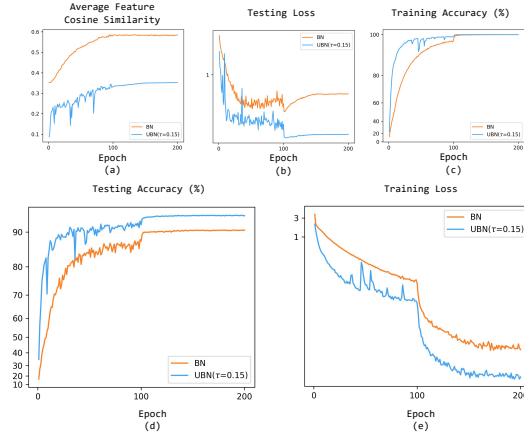 Average Feature
Cosine Similarity
0.6
0.5
0.4
0.3
0.2
0.1
BN
UBN(τ=0.15)
0 100 200
Epoch
(a)
Testing Loss
1
BN
UBN(τ=0.15)
0 100 200
Epoch
(b)
Training Accuracy (%)
100
80
60
40
20
0
BN
UBN(τ=0.15)
0 100 200
Epoch
(c)
Testing Accuracy (%)
90
80
70
60
50
40
30
20
10
BN
UBN(τ=0.15)
0 100 200
Epoch
(d)
Training Loss
3
1
BN
UBN(τ=0.15)
0 100 200
Epoch
(e)